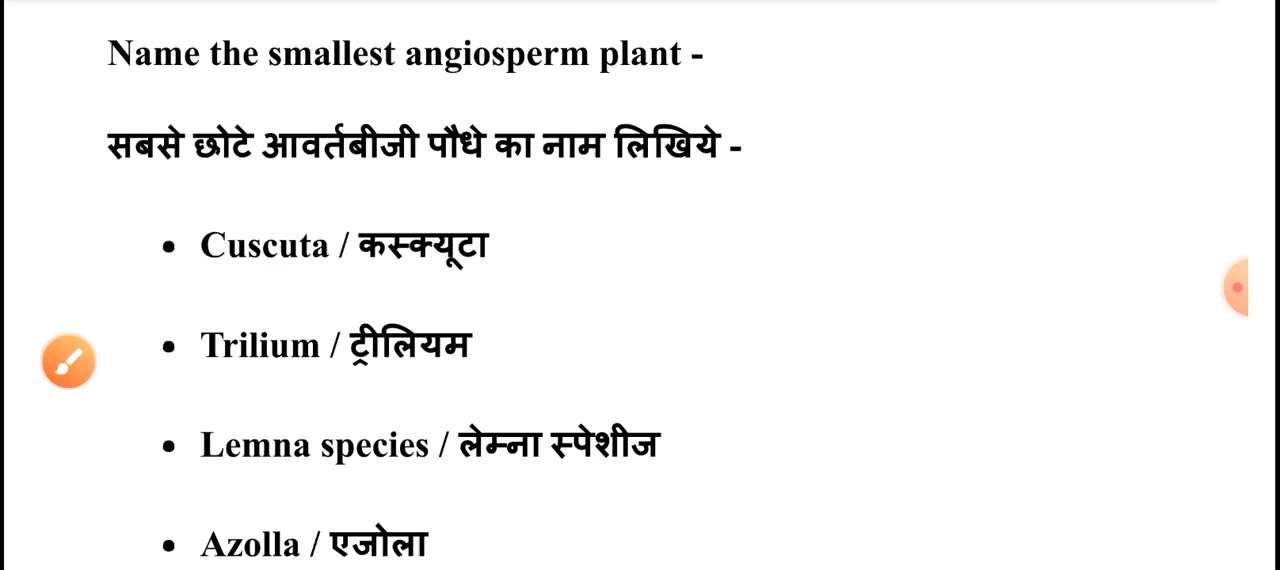 Name the smallest angiosperm plant -
सबसे छोटे आवर्तबीजी पौधे का नाम लिखिये -
• Cuscuta / कस्क्यूटा
• Trilium / ट्रीलियम
• Lemna species / लेम्ना स्पेशीज
• Azolla / एजोला